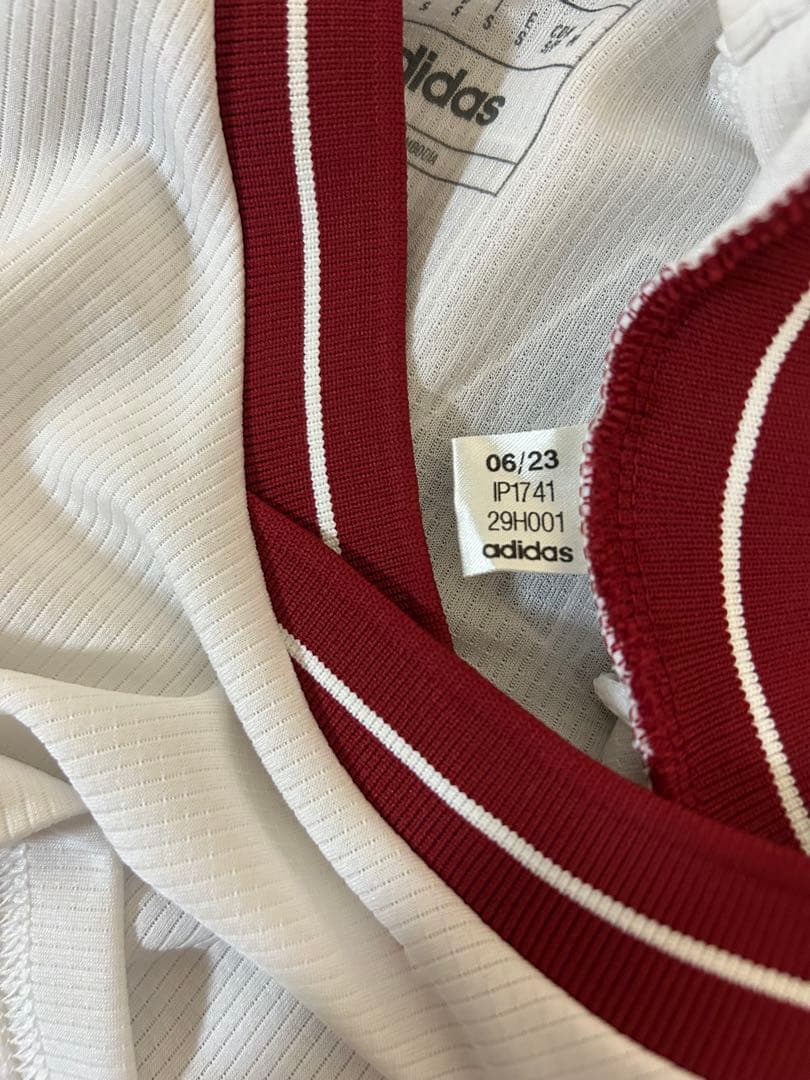 S S S E S
adidas
06/23
IP1741
29H001
adidas